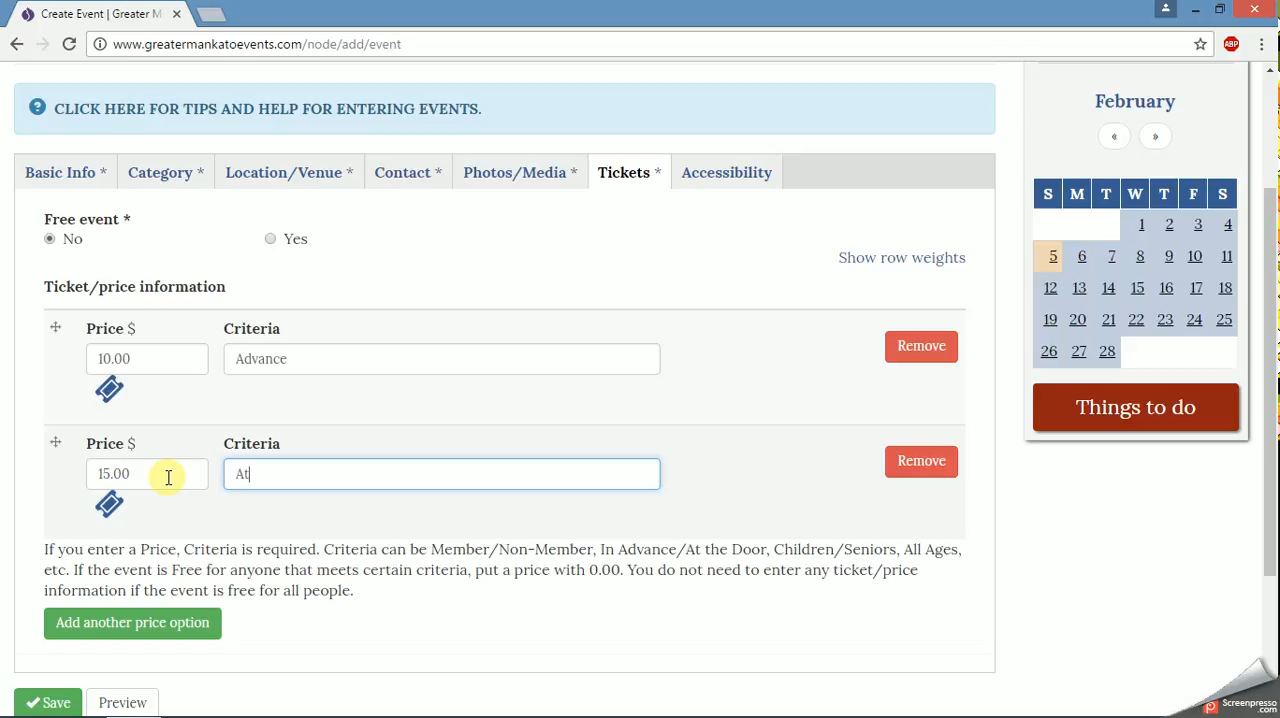 Create Event | Greater M
www.greatermankatoevents.com/node/add/event
ABP
CLICK HERE FOR TIPS AND HELP FOR ENTERING EVENTS.
Basic Info * Category * Location/Venue * Contact * Photos/Media * Tickets * Accessibility
Free event *
No Yes
Show row weights
Ticket/price information
Price $ Criteria
10.00 Advance Remove
Price $ Criteria
15.00 At Remove
If you enter a Price, Criteria is required. Criteria can be Member/Non-Member, In Advance/At the Door, Children/Seniors, All Ages,
etc. If the event is Free for anyone that meets certain criteria, put a price with 0.00. You do not need to enter any ticket/price
information if the event is free for all people.
Add another price option
Save Preview
February
« »
S M T W T F S
1 2 3 4
5 6 7 8 9 10 11
12 13 14 15 16 17 18
19 20 21 22 23 24 25
26 27 28
Things to do
Screenpresso
.com